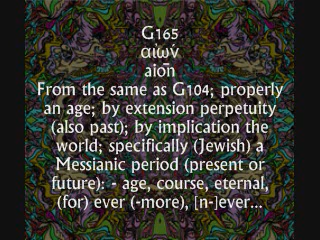 G165
αἰών
aiōn
From the same as G104; properly
an age; by extension perpetuity
(also past); by implication the
world; specifically (Jewish) a
Messianic period (present or
future): - age, course, eternal,
(for) ever (-more), [n-]ever...